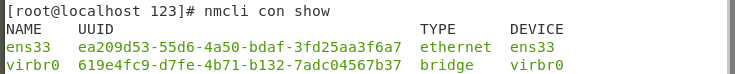 [root@localhost 123]# nmcli con show
NAME    UUID                                  TYPE      DEVICE
ens33   ea209d53-55d6-4a50-bdaf-3fd25aa3f6a7  ethernet  ens33
virbr0  619e4fc9-d7fe-4b71-b132-7adc04567b37  bridge    virbr0